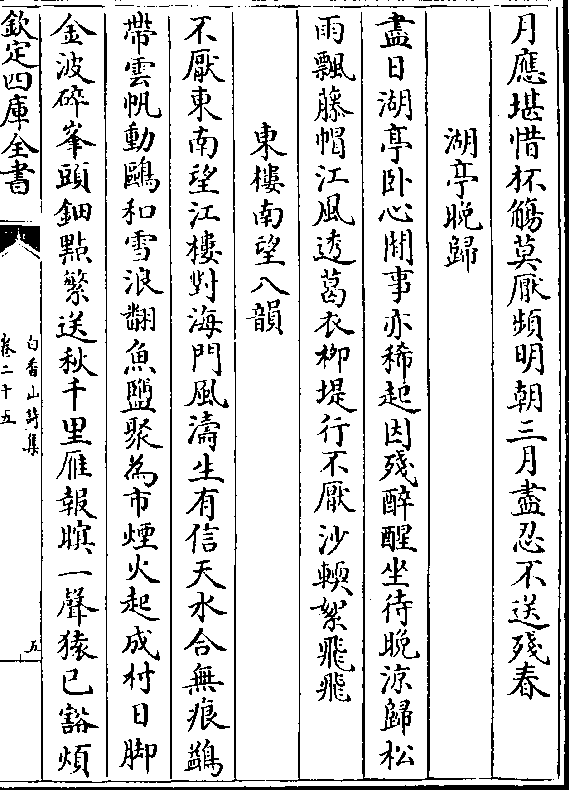 月應堪惜杯觴莫厭頻明朝三月盡忍不送殘春
湖亭晚歸
盡日湖亭卧心閒事亦稀起因殘醉醒坐待晚涼歸松
雨飄藤帽江風透葛衣柳堤行不厭沙輭絮飛飛
東樓南望八韻
不厭東南望江樓對海門風濤生有信天水合無痕鷁
帶雲帆動鷗和雪浪翻魚鹽聚為市煙火起成村日脚
金波碎峯頭鈿點繁送秋千里雁報暝一聲猿已豁煩
欽定四庫全書
白香山詩集
卷二十五
五